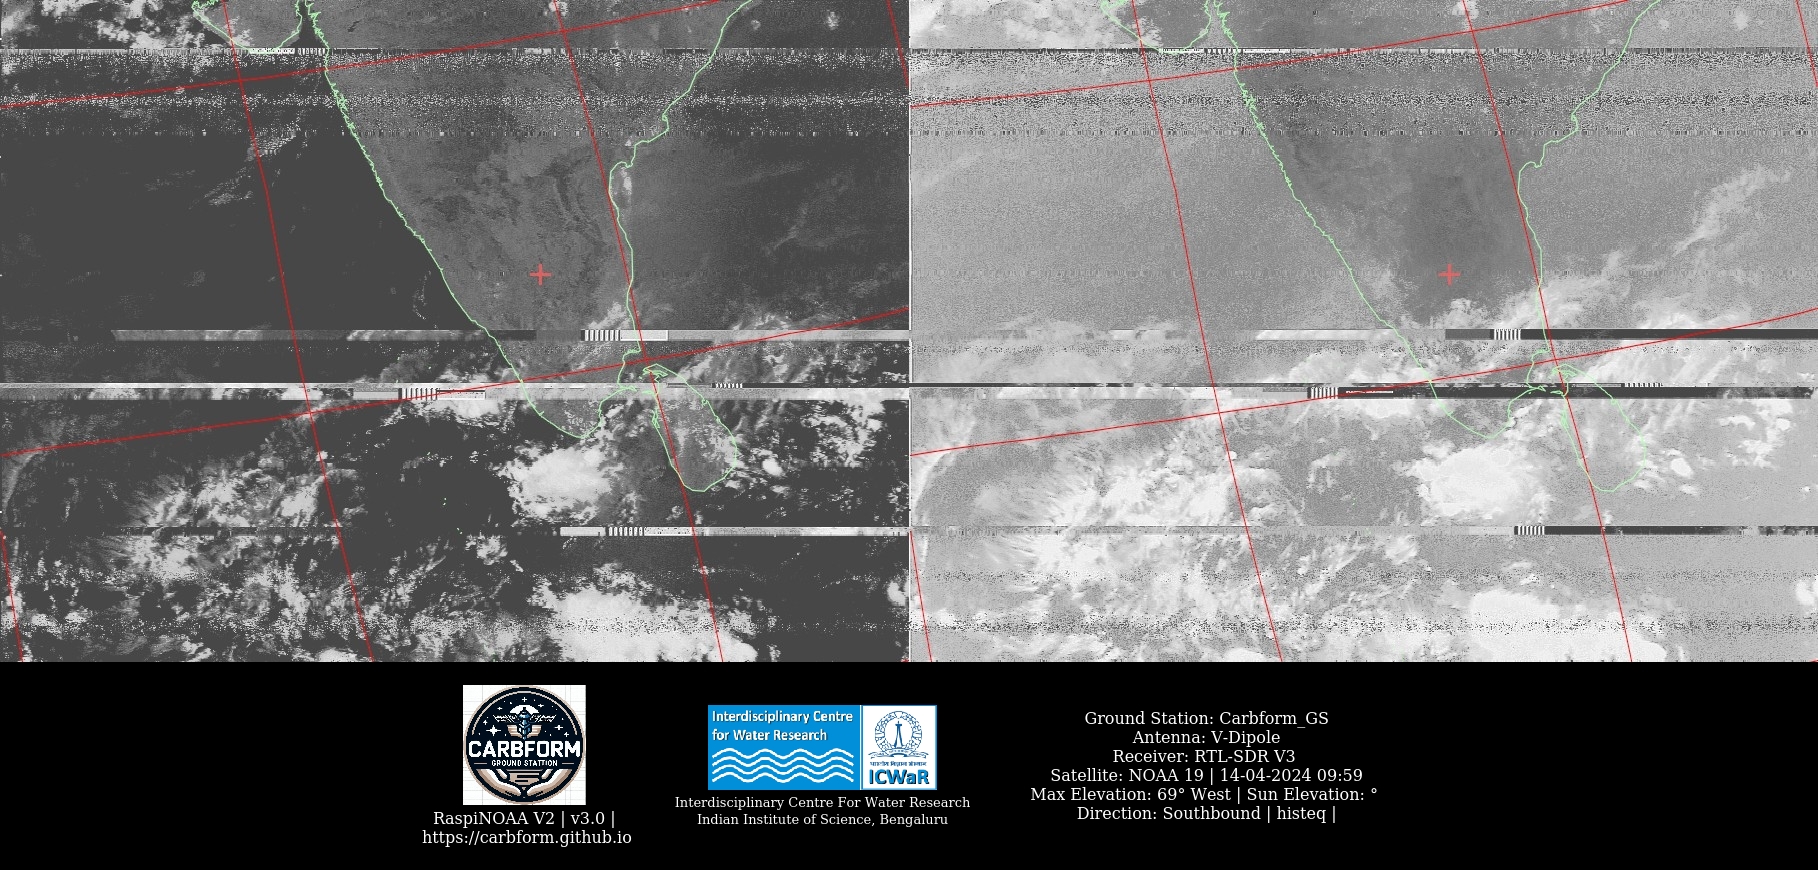 CARBFORM
GROUND STATTION
RaspiNOAA V2 | v3.0 |
https://carbform.github.io
Interdisciplinary Centre
for Water Research
भारतीय विज्ञान संस्थान
ICWaR
Interdisciplinary Centre For Water Research
Indian Institute of Science, Bengaluru
Ground Station: Carbform_GS
Antenna: V-Dipole
Receiver: RTL-SDR V3
Satellite: NOAA 19 | 14-04-2024 09:59
Max Elevation: 69° West | Sun Elevation: °
Direction: Southbound | histeq |